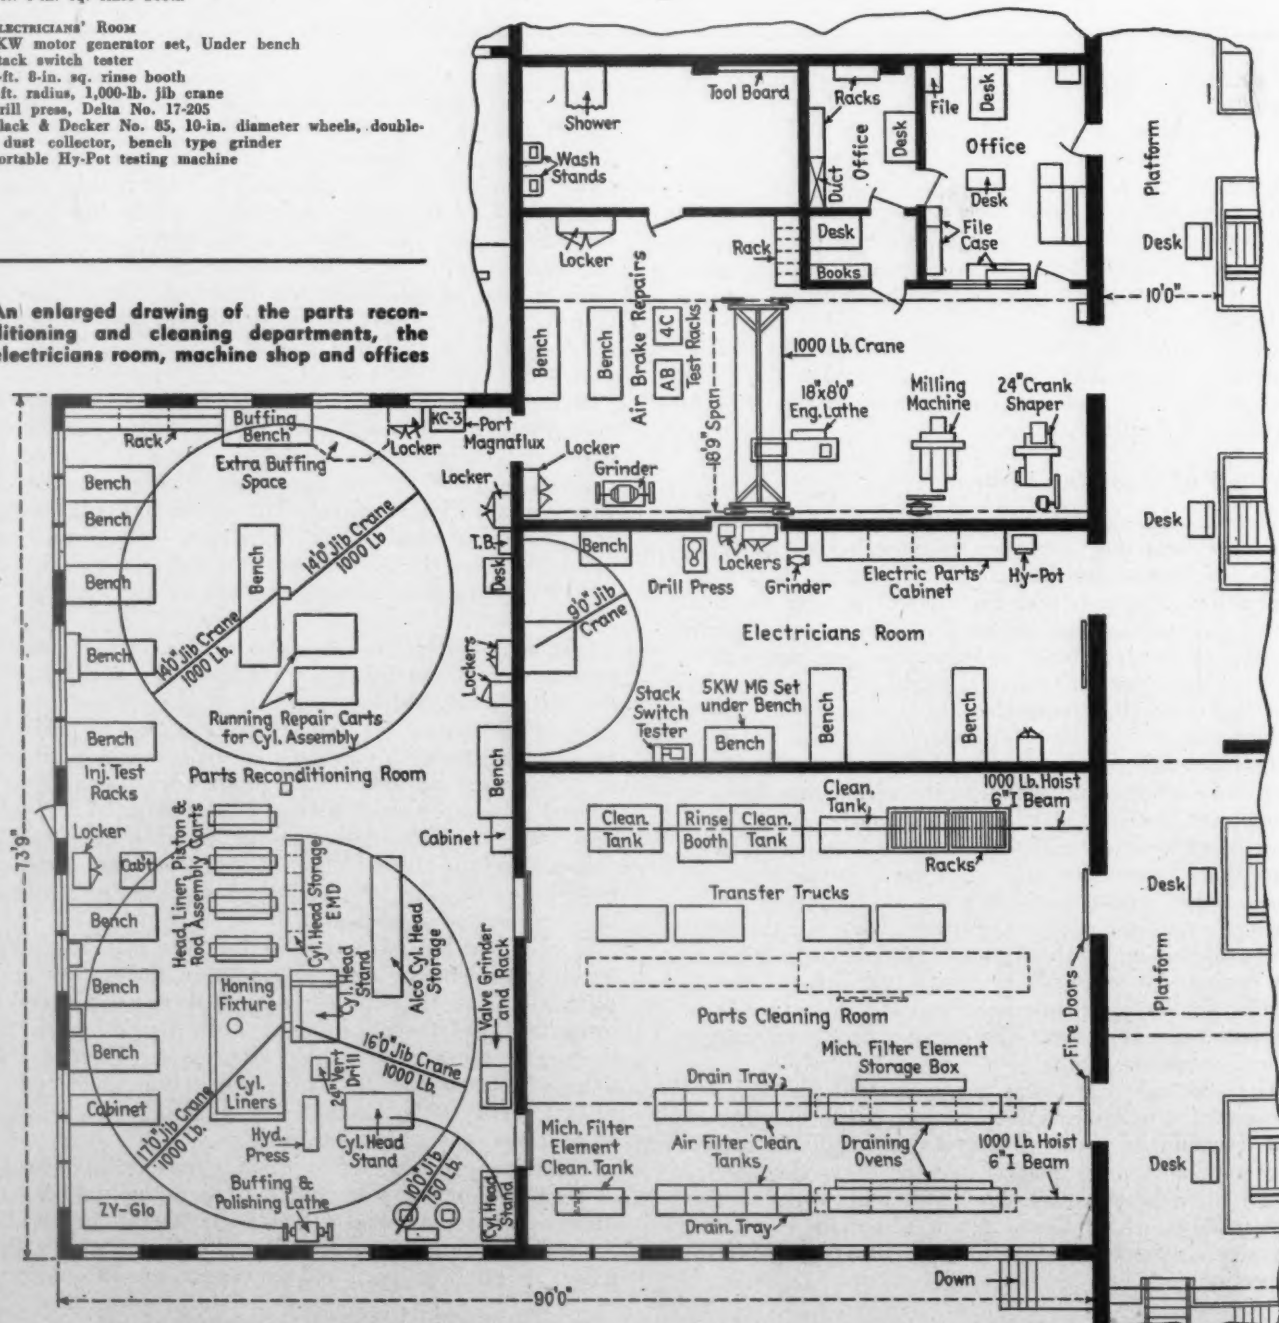 ELECTRICIANS' ROOM
KW motor generator set, Under bench
tack switch tester
-ft. 8-in. sq. rinse booth
-ft. radius, 1,000-lb. jib crane
rill press, Delta No. 17-205
lack & Decker No. 85, 10-in. diameter wheels, double-
dust collector, bench type grinder
ortable Hy-Pot testing machine
An enlarged drawing of the parts recon-
ditioning and cleaning departments, the
electricians room, machine shop and offices
Shower
Wash
Stands
Tool Board
Racks
Office
Desk
Duct
File
Desk
Office
Desk
File
Case
Desk
Books
Rack
Locker
Platform
Desk
10'0"
Bench
Bench
Air Brake Repairs
4C
AB
Test Racks
18'9" Span
1000 Lb. Crane
18"x8'0"
Eng. Lathe
Milling
Machine
24" Crank
Shaper
Locker
Grinder
Desk
Rack
Buffing
Bench
Extra Buffing
Space
Locker
KC-3
Port
Magnaflux
Locker
T.B.
Desk
Bench
Bench
Bench
Bench
Bench
Inj. Test
Racks
Bench
14'0" Jib Crane
1000 Lb
14'0" Jib Crane
1000 Lb.
Running Repair Carts
for Cyl. Assembly
Lockers
Bench
Cabinet
Parts Reconditioning Room
Bench
9'0" Jib
Crane
Drill Press
Lockers
Grinder
Electric Parts
Cabinet
Hy-Pot
Electricians Room
Stack
Switch
Tester
5KW MG Set
under Bench
Bench
Bench
Bench
73'9"
Locker
Cab't
Bench
Bench
Bench
Cabinet
ZY-Glo
Head, Liner, Piston &
Rod Assembly Carts
Cyl. Head Storage
EMD
Cyl. Head
Stand
Alco Cyl. Head
Storage
Valve Grinder
and Rack
Honing
Fixture
Cyl.
Liners
16'0" Jib Crane
1000 Lb.
17'0" Jib Crane
1000 Lb.
24" Vert
Drill
Hyd.
Press
Cyl. Head
Stand
Buffing &
Polishing Lathe
10'0" Jib
150 Lb.
Cyl. Head
Stand
Clean.
Tank
Rinse
Booth
Clean.
Tank
Clean.
Tank
Racks
1000 Lb. Hoist
6" I Beam
Transfer Trucks
Parts Cleaning Room
Fire Doors
Mich. Filter Element
Storage Box
Drain Tray
Mich. Filter
Element
Clean. Tank
Air Filter Clean.
Tanks
Draining
Ovens
1000 Lb. Hoist
6" I Beam
Drain. Tray
Desk
Platform
Desk
Down
90'0"